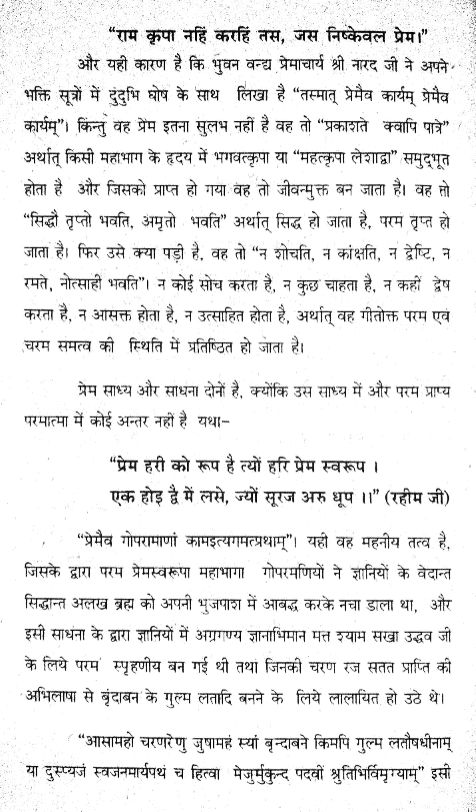 “राम कृपा नहिं करहिं तस, जस निष्केवल प्रेम।”
और यही कारण है कि भुवन वन्द्य प्रेमाचार्य श्री नारद जी ने अपने
भक्ति सूत्रों में दुंदुभि घोष के साथ लिखा है “तस्मात् प्रेमैव कार्यम् प्रेमैव
कार्यम्”। किंन्तु वह प्रेम इतना सुलभ नहीं है वह तो “प्रकाशते क्वापि पात्रे”
अर्थात् किसी महाभाग के हृदय में भगवत्कृपा या “महत्कृपा लेशाद्वा” समुद्भूत
होता है और जिसको प्राप्त हो गया वह तो जीवन्मुक्त बन जाता है। वह तो
“सिद्धौ तृप्तो भवति, अमृतो भवति” अर्थात् सिद्ध हो जाता है, परम तृप्त हो
जाता है। फिर उसे क्या पड़ी है, वह तो “न शोचति, न कांक्षति, न द्वेष्टि, न
रमते, नोत्साही भवति”। न कोई सोच करता है, न कुछ चाहता है, न कहीं द्वेष
करता है, न आसक्त होता है, न उत्साहित होता है, अर्थात् वह गीतोक्त परम एवं
चरम समत्व की स्थिति में प्रतिष्ठित हो जाता है।
प्रेम साध्य और साधना दोनों है, क्योंकि उस साध्य में और परम प्राप्य
परमात्मा में कोई अन्तर नहीं है यथा–
“प्रेम हरी को रूप है त्यों हरि प्रेम स्वरूप ।
एक होइ द्वै में लसे, ज्यों सूरज अरु धूप ।।” (रहीम जी)
“प्रेमैव गोपरामाणां कामइत्यगमत्प्रथाम्”। यही वह महनीय तत्व है,
जिसके द्वारा परम प्रेमस्वरूपा महाभागा गोपरमणियों ने ज्ञानियों के वेदान्त
सिद्धान्त अलख ब्रह्म को अपनी भुजपाश में आबद्ध करके नचा डाला था, और
इसी साधना के द्वारा ज्ञानियों में अग्रगण्य ज्ञानाभिमान मत्त श्याम सखा उद्धव जी
के लिये परम स्पृहणीय बन गई थी तथा जिनकी चरण रज सतत प्राप्ति की
अभिलाषा से बृंदाबन के गुल्म लतादि बनने के लिये लालायित हो उठे थे।
“आसामहो चरणरेणु जुषामहं स्यां बृन्दाबने किमपि गुल्म लतौषधीनाम्
या दुस्प्यजं स्वजनमार्यपथं च हित्वा मेजुर्मुकुन्द पदवीं श्रुतिभिर्विमृग्याम्” इसी